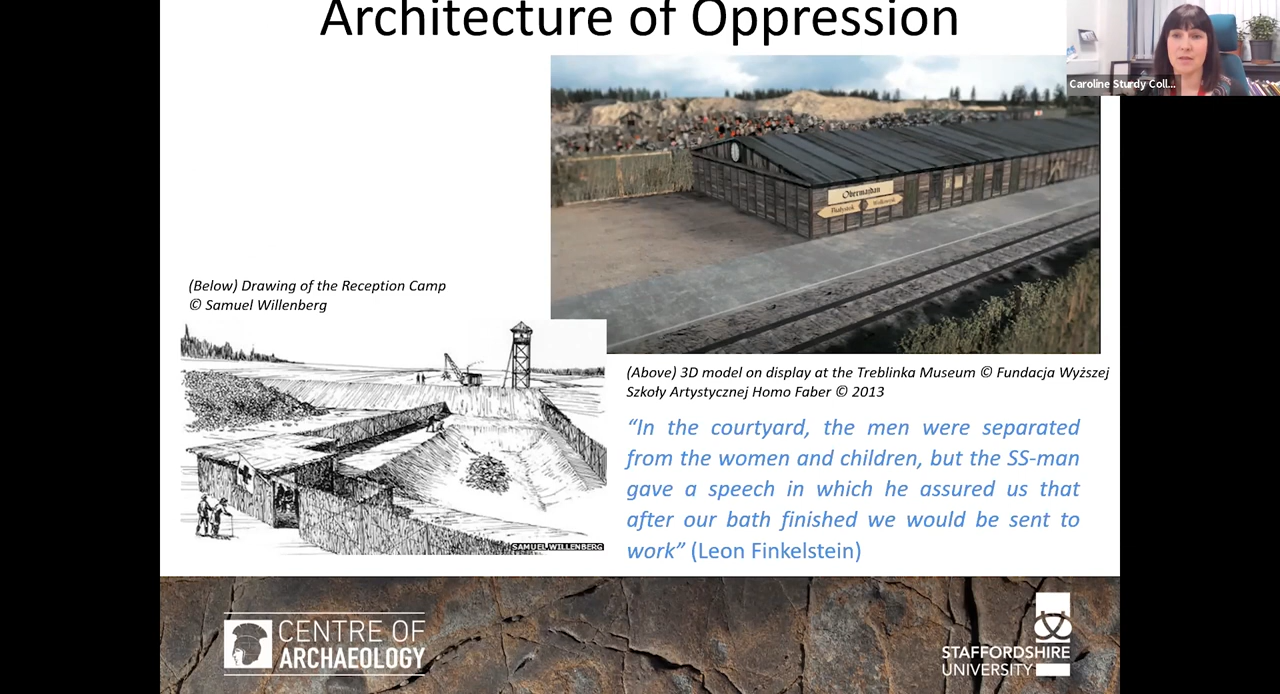 Architecture of Oppression
Caroline Sturdy Coll...
Obermajdan
Białystok Wołkowysk
(Below) Drawing of the Reception Camp
© Samuel Willenberg
SAMUEL WILLENBERG
(Above) 3D model on display at the Treblinka Museum © Fundacja Wyższej
Szkoły Artystycznej Homo Faber © 2013
“In the courtyard, the men were separated
from the women and children, but the SS-man
gave a speech in which he assured us that
after our bath finished we would be sent to
work” (Leon Finkelstein)
CENTRE OF
ARCHAEOLOGY
STAFFORDSHIRE
UNIVERSITY